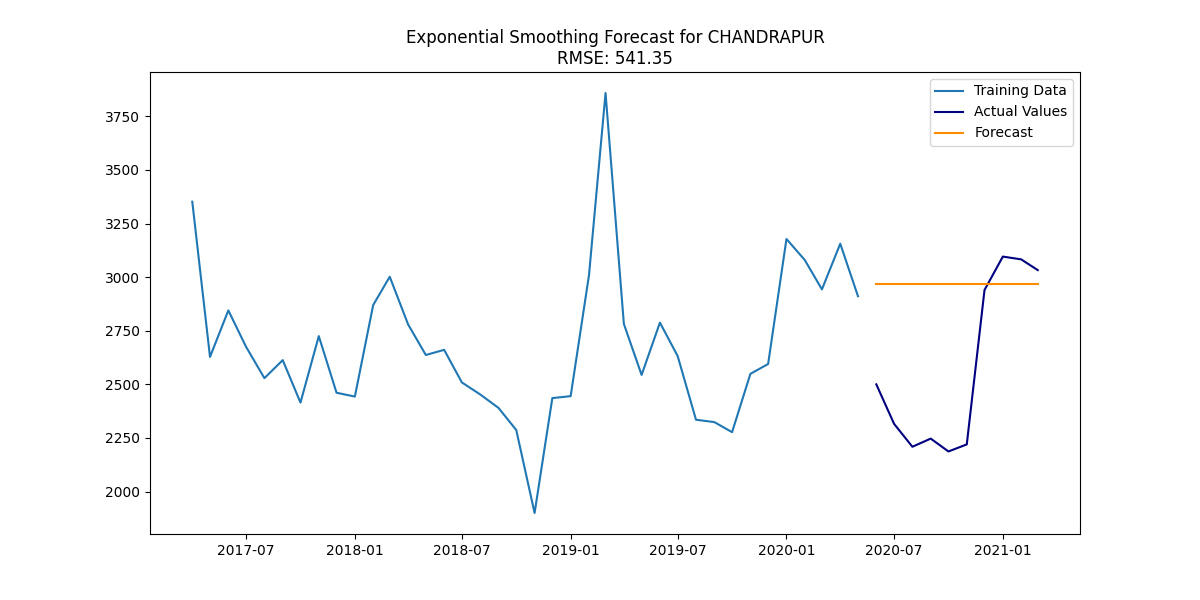 Exponential Smoothing Forecast for CHANDRAPUR
RMSE: 541.35
Training Data
Actual Values
Forecast
3750
3500
3250
3000
2750
2500
2250
2000
2017-07 2018-01 2018-07 2019-01 2019-07 2020-01 2020-07 2021-01